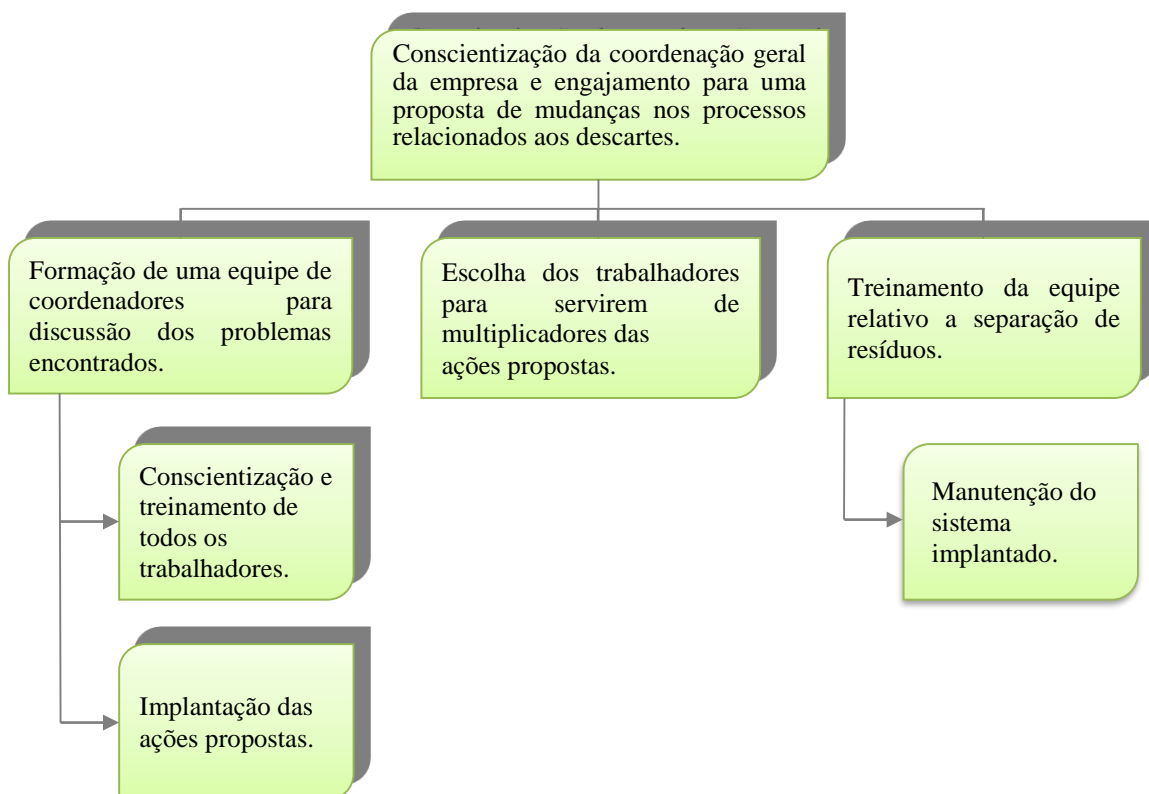 Conscientização da coordenação geral
da empresa e engajamento para uma
proposta de mudanças nos processos
relacionados aos descartes.
Formação de uma equipe de
coordenadores para
discussão dos problemas
encontrados.
Escolha dos trabalhadores
para servirem de
multiplicadores das
ações propostas.
Treinamento da equipe
relativo a separação de
resíduos.
Conscientização e
treinamento de
todos os
trabalhadores.
Manutenção do
sistema
implantado.
Implantação das
ações propostas.